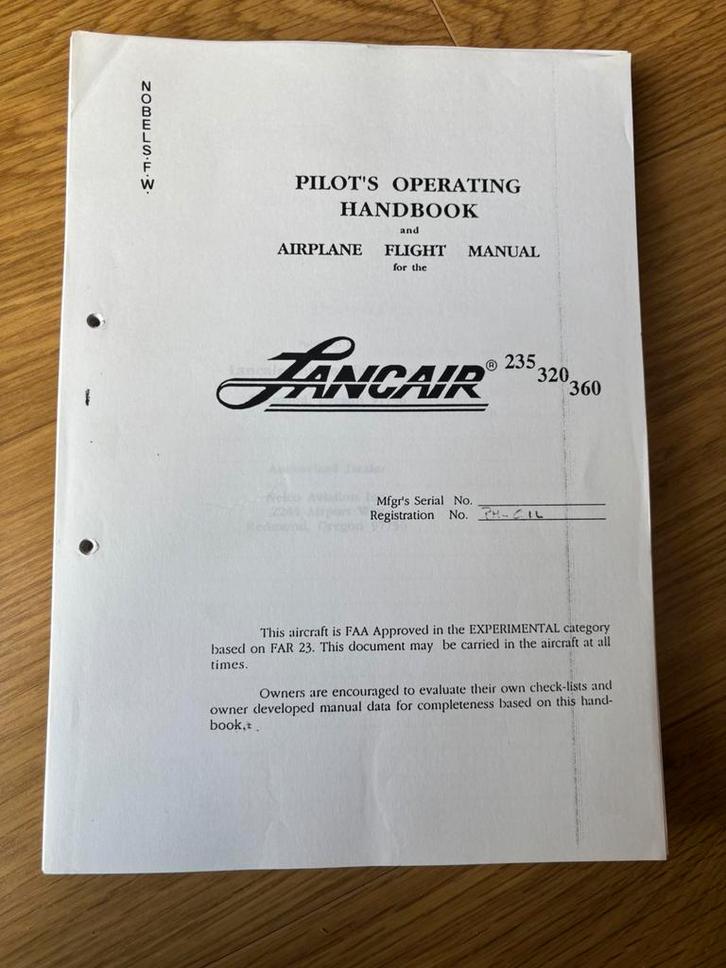 NOBELS.F.W.
PILOT'S OPERATING
HANDBOOK
and
AIRPLANE FLIGHT MANUAL
for the
LANCAIR® 235 320 360
Mfgr's Serial No.
Registration No. PH-CIL
This aircraft is FAA Approved in the EXPERIMENTAL category
based on FAR 23. This document may be carried in the aircraft at all
times.
Owners are encouraged to evaluate their own check-lists and
owner developed manual data for completeness based on this hand-
book,